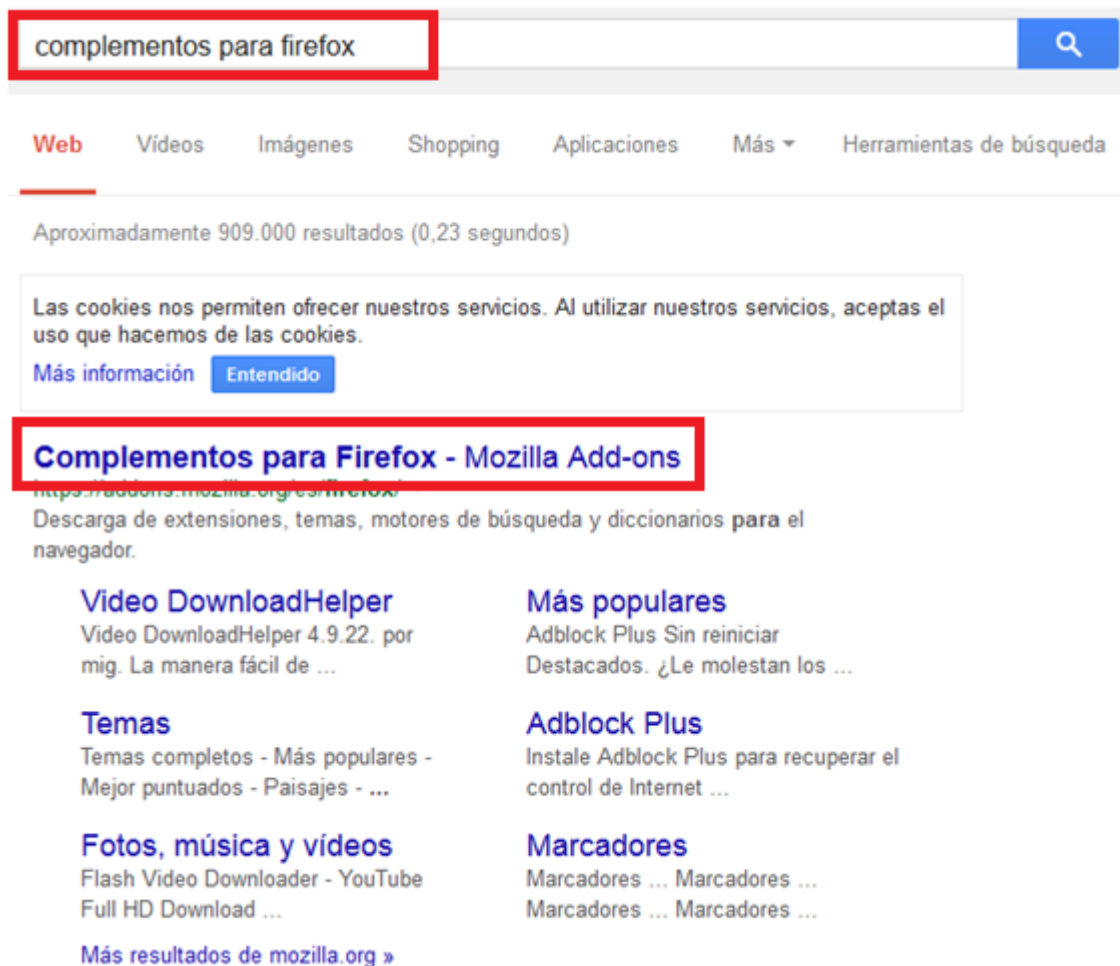 complementos para firefox
Web Vídeos Imágenes Shopping Aplicaciones Más Herramientas de búsqueda
Aproximadamente 909.000 resultados (0,23 segundos)
Las cookies nos permiten ofrecer nuestros servicios. Al utilizar nuestros servicios, aceptas el
uso que hacemos de las cookies.
Más información Entendido
Complementos para Firefox - Mozilla Add-ons
https://addons.mozilla.org/es/firefox/
Descarga de extensiones, temas, motores de búsqueda y diccionarios para el
navegador.
Video DownloadHelper
Video DownloadHelper 4.9.22. por
mig. La manera fácil de ...
Más populares
Adblock Plus Sin reiniciar
Destacados. ¿Le molestan los ...
Temas
Temas completos - Más populares -
Mejor puntuados - Paisajes - ...
Adblock Plus
Instale Adblock Plus para recuperar el
control de Internet ...
Fotos, música y vídeos
Flash Video Downloader - YouTube
Full HD Download ...
Marcadores
Marcadores ... Marcadores ...
Marcadores ... Marcadores ...
Más resultados de mozilla.org »